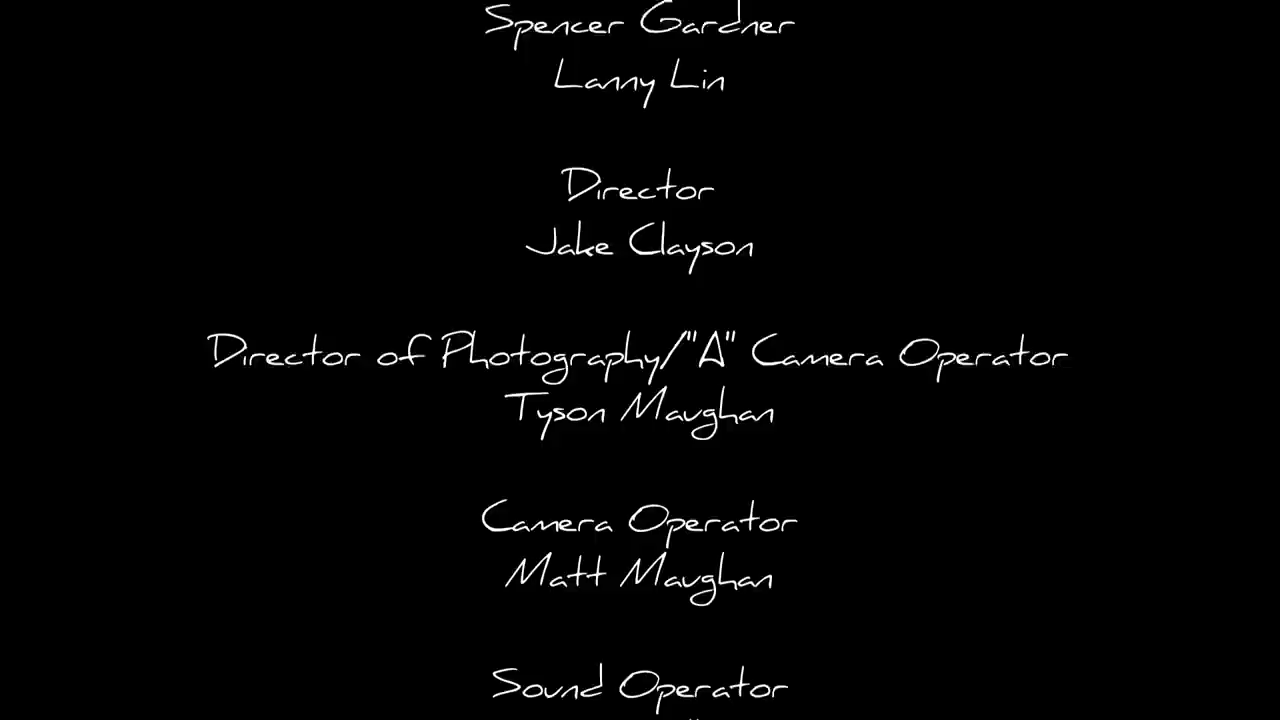 Spencer Gardner
Lanny Lin
Director
Jake Clayson
Director of Photography/"A" Camera Operator
Tyson Maughan
Camera Operator
Matt Maughan
Sound Operator